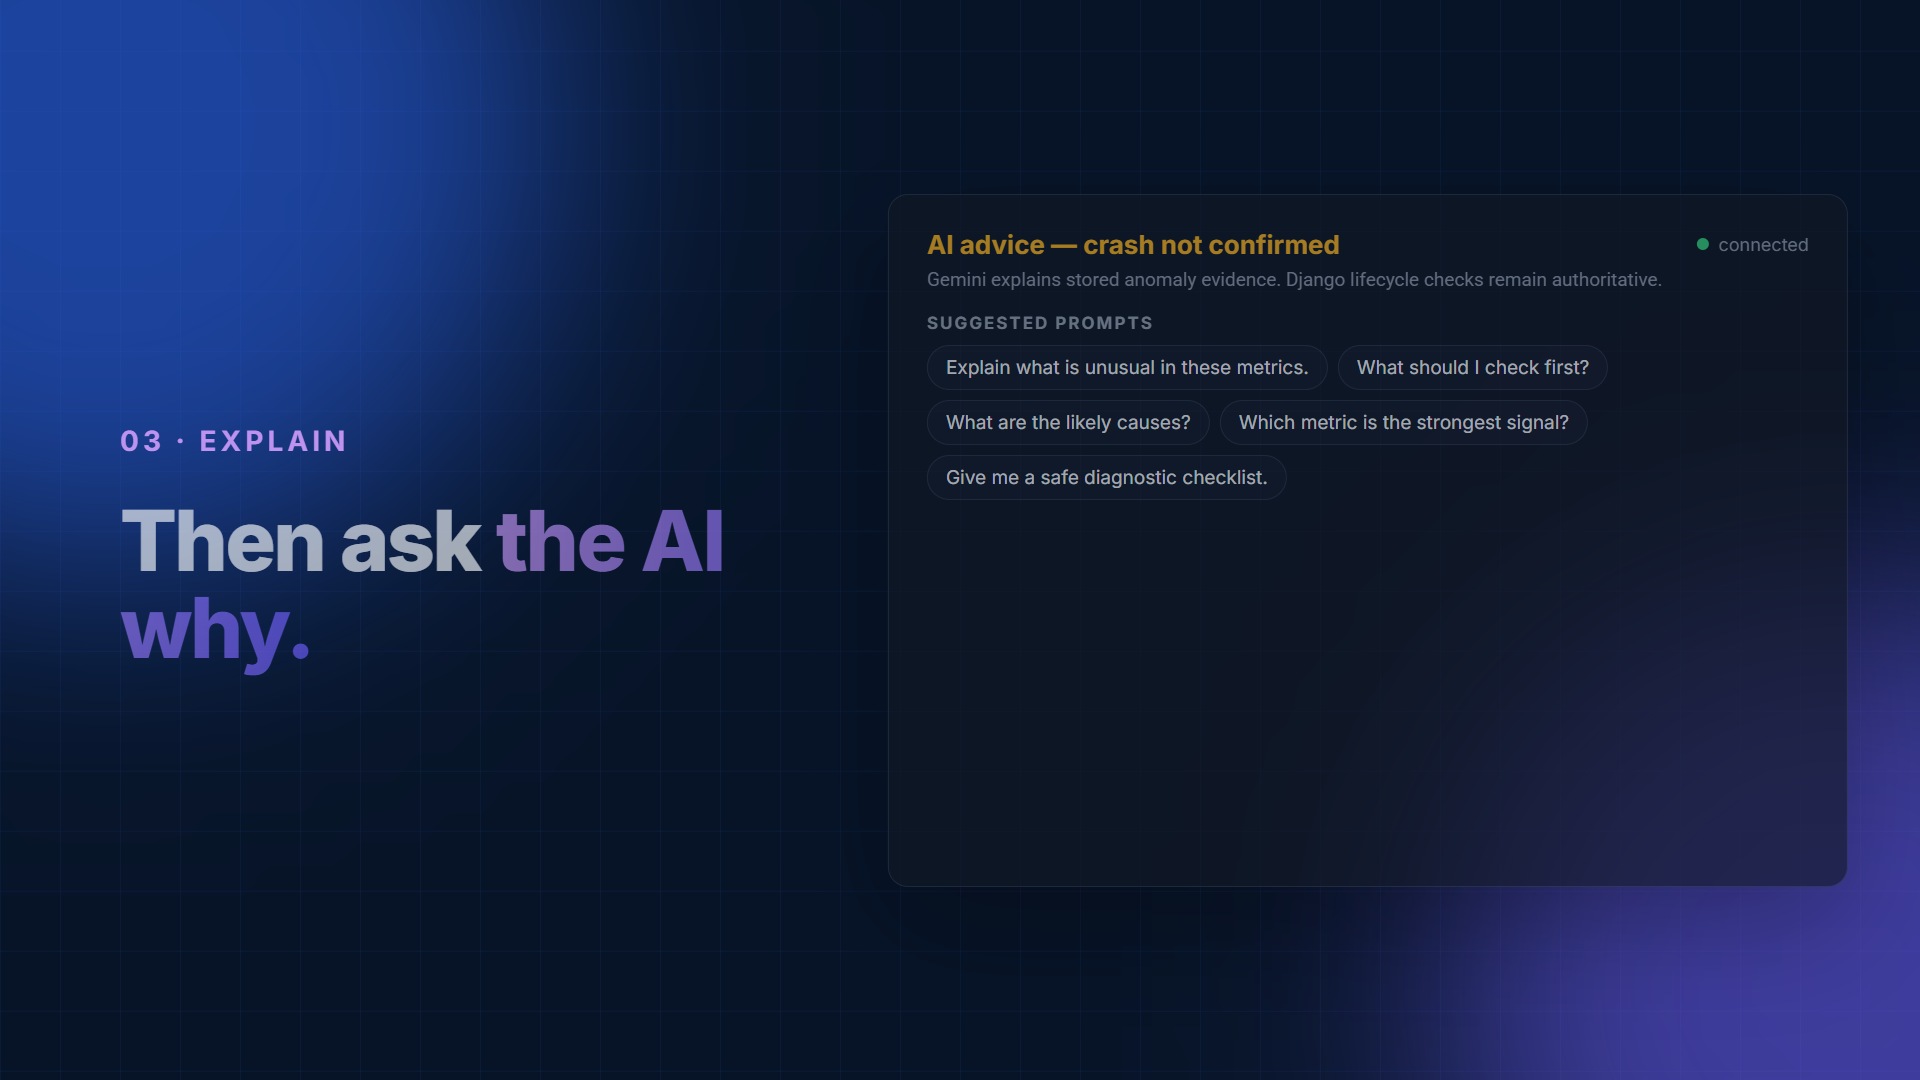 03 · EXPLAIN
Then ask the AI
why.
AI advice — crash not confirmed
connected
Gemini explains stored anomaly evidence. Django lifecycle checks remain authoritative.
SUGGESTED PROMPTS
Explain what is unusual in these metrics.
What should I check first?
What are the likely causes?
Which metric is the strongest signal?
Give me a safe diagnostic checklist.